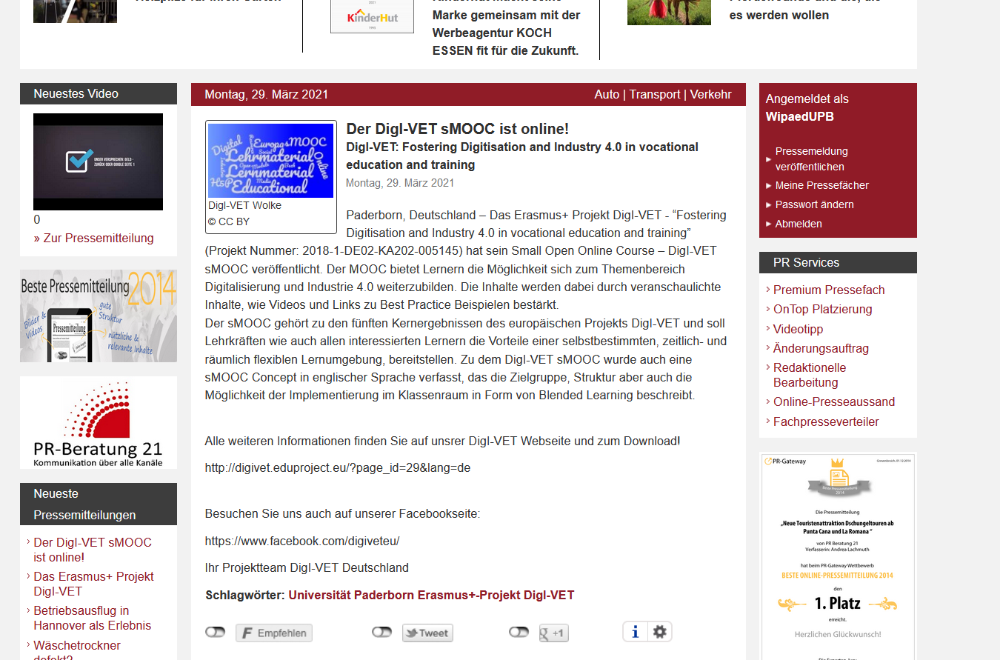 KinderHut
Marke gemeinsam mit der
Werbeagentur KOCH
ESSEN fit für die Zukunft.
es werden wollen
Neuestes Video
UNSER VERSPRECHEN: GELD -
ZURÜCK ODER GOOGLE SEITE 1
0
» Zur Pressemitteilung
Beste Pressemitteilung 2014
gute
Struktur
Bilder &
Videos
Pressemitteilung
nützliche &
relevante Inhalte
PR-Beratung 21
Kommunikation über alle Kanäle
Neueste
Pressemitteilungen
Der DigI-VET sMOOC
ist online!
Das Erasmus+ Projekt
DigI-VET
Betriebsausflug in
Hannover als Erlebnis
Wäschetrockner
defekt?
Montag, 29. März 2021
Auto | Transport | Verkehr
Digital Europa sMOOC
Lehrmaterial
Online
Lernmaterial
HsP Educational
DigI-VET Wolke
© CC BY
Der DigI-VET sMOOC ist online!
DigI-VET: Fostering Digitisation and Industry 4.0 in vocational
education and training
Montag, 29. März 2021
Paderborn, Deutschland – Das Erasmus+ Projekt DigI-VET - “Fostering
Digitisation and Industry 4.0 in vocational education and training”
(Projekt Nummer: 2018-1-DE02-KA202-005145) hat sein Small Open Online Course – DigI-VET
sMOOC veröffentlicht. Der MOOC bietet Lernern die Möglichkeit sich zum Themenbereich
Digitalisierung und Industrie 4.0 weiterzubilden. Die Inhalte werden dabei durch veranschaulichte
Inhalte, wie Videos und Links zu Best Practice Beispielen bestärkt.
Der sMOOC gehört zu den fünften Kernergebnissen des europäischen Projekts DigI-VET und soll
Lehrkräften wie auch allen interessierten Lernern die Vorteile einer selbstbestimmten, zeitlich- und
räumlich flexiblen Lernumgebung, bereitstellen. Zu dem DigI-VET sMOOC wurde auch eine
sMOOC Concept in englischer Sprache verfasst, das die Zielgruppe, Struktur aber auch die
Möglichkeit der Implementierung im Klassenraum in Form von Blended Learning beschreibt.
Alle weiteren Informationen finden Sie auf unsrer DigI-VET Webseite und zum Download!
http://digivet.eduproject.eu/?page_id=29&lang=de
Besuchen Sie uns auch auf unserer Facebookseite:
https://www.facebook.com/digiveteu/
Ihr Projektteam DigI-VET Deutschland
Schlagwörter: Universität Paderborn Erasmus+-Projekt DigI-VET
Empfehlen
Tweet
+1
Angemeldet als
WipaedUPB
Pressemeldung
veröffentlichen
Meine Pressefächer
Passwort ändern
Abmelden
PR Services
Premium Pressefach
OnTop Platzierung
Videotipp
Änderungsauftrag
Redaktionelle
Bearbeitung
Online-Presseaussand
Fachpresseverteiler
PR-Gateway
Grevenbroich, 01.12.2014
Beste Pressemitteilung
2014
Die Pressemitteilung
„Neue Touristenattraktion Dschungeltouren ab
Punta Cana und La Romana “
von PR Beratung 21
Verfasserin: Andrea Lachmuth
hat beim PR-Gateway Wettbewerb
BESTE ONLINE-PRESSEMITTEILUNG 2014
den
1. Platz
erreicht.
Herzlichen Glückwunsch!